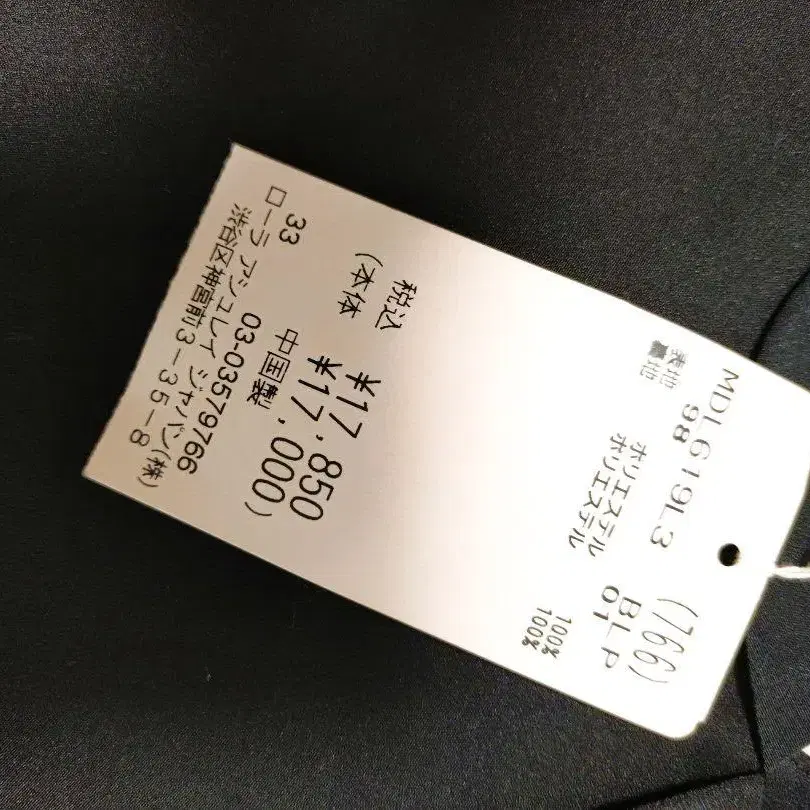 MDL619L3 (766)
98 BLP
01
表地 ポリエステル 100%
裏地 ポリエステル 100%
税込 ¥17,850
(本体 ¥17,000)
中国製
33 03-03579766
ローラ アシュレイ ジャパン(株)
渋谷区神宮前3-35-8